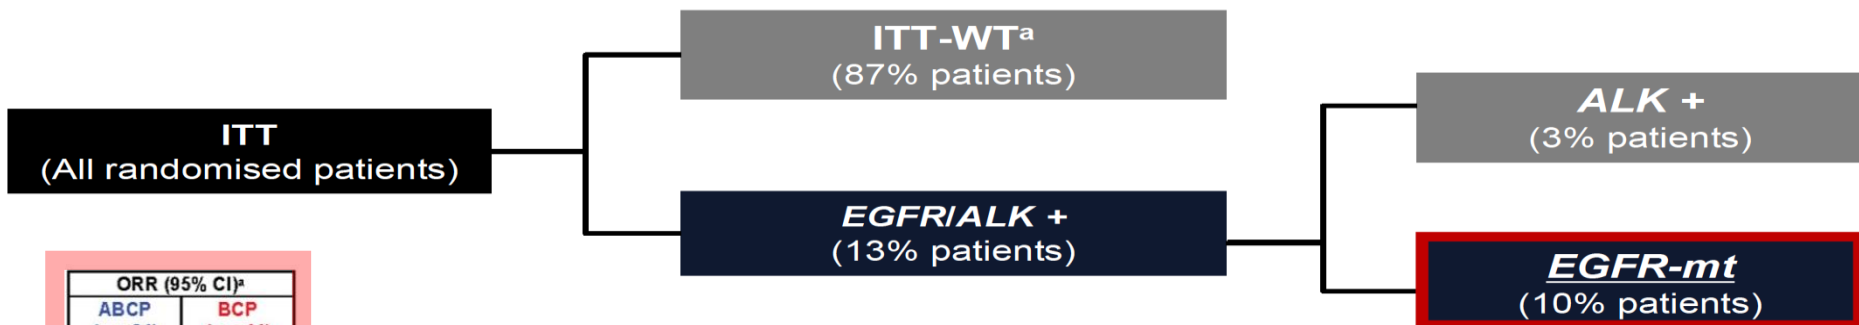 ITT
(All randomised patients)
ITT-WTᵃ
(87% patients)
EGFR/ALK +
(13% patients)
ALK +
(3% patients)
EGFR-mt
(10% patients)
ORR (95% CI)ᵃ
ABCP BCP